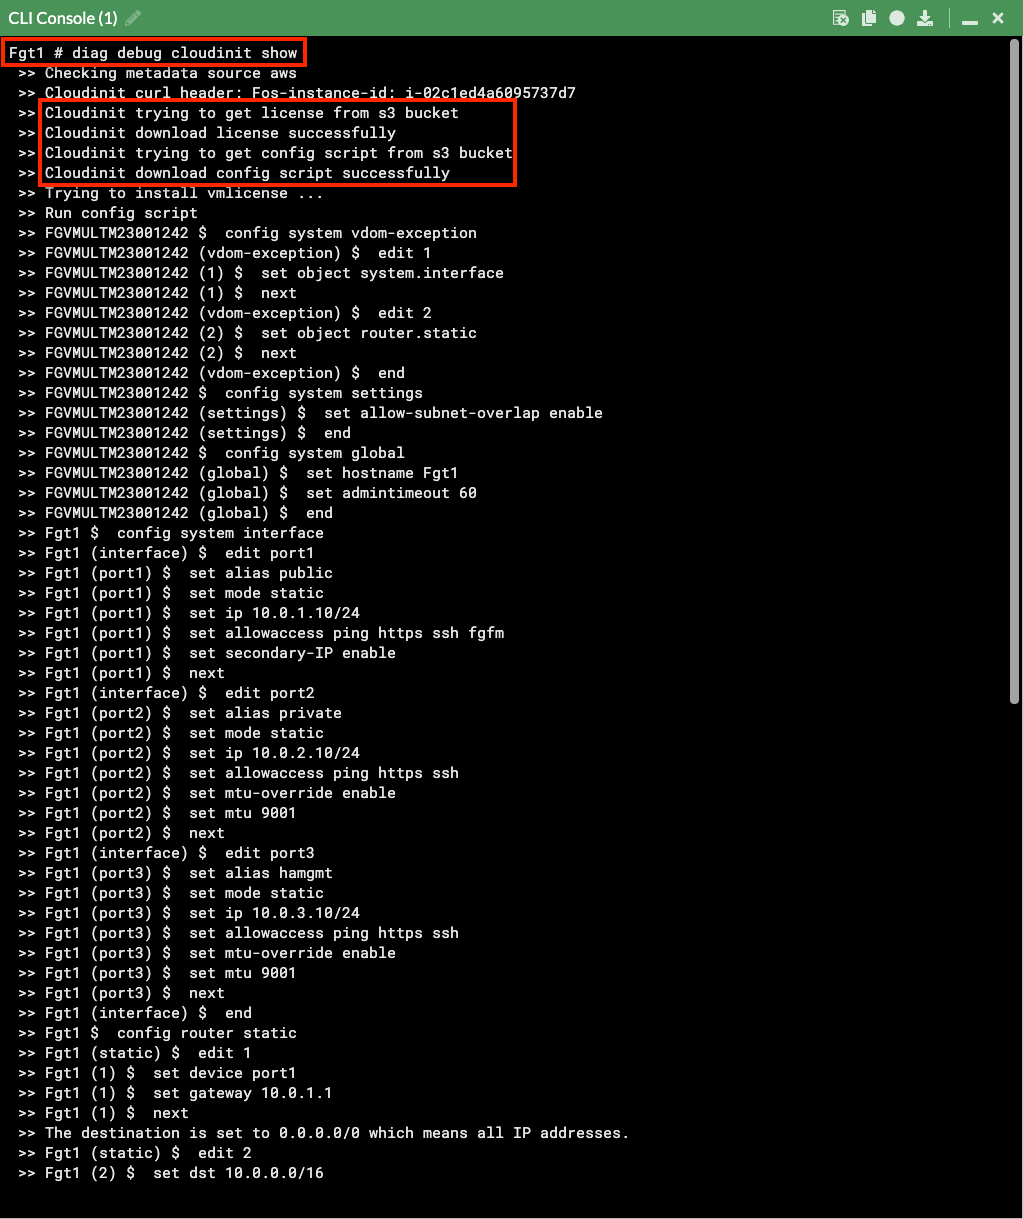 CLI Console (1)
Fgt1 # diag debug cloudinit show
>> Checking metadata source aws
>> Cloudinit curl header: Fos-instance-id: i-02c1ed4a6095737d7
>> Cloudinit trying to get license from s3 bucket
>> Cloudinit download license successfully
>> Cloudinit trying to get config script from s3 bucket
>> Cloudinit download config script successfully
>> Trying to install vmlicense ...
>> Run config script
>> FGVMULTM23001242 $  config system vdom-exception
>> FGVMULTM23001242 (vdom-exception) $  edit 1
>> FGVMULTM23001242 (1) $  set object system.interface
>> FGVMULTM23001242 (1) $  next
>> FGVMULTM23001242 (vdom-exception) $  edit 2
>> FGVMULTM23001242 (2) $  set object router.static
>> FGVMULTM23001242 (2) $  next
>> FGVMULTM23001242 (vdom-exception) $  end
>> FGVMULTM23001242 $  config system settings
>> FGVMULTM23001242 (settings) $  set allow-subnet-overlap enable
>> FGVMULTM23001242 (settings) $  end
>> FGVMULTM23001242 $  config system global
>> FGVMULTM23001242 (global) $  set hostname Fgt1
>> FGVMULTM23001242 (global) $  set admintimeout 60
>> FGVMULTM23001242 (global) $  end
>> Fgt1 $  config system interface
>> Fgt1 (interface) $  edit port1
>> Fgt1 (port1) $  set alias public
>> Fgt1 (port1) $  set mode static
>> Fgt1 (port1) $  set ip 10.0.1.10/24
>> Fgt1 (port1) $  set allowaccess ping https ssh fgfm
>> Fgt1 (port1) $  set secondary-IP enable
>> Fgt1 (port1) $  next
>> Fgt1 (interface) $  edit port2
>> Fgt1 (port2) $  set alias private
>> Fgt1 (port2) $  set mode static
>> Fgt1 (port2) $  set ip 10.0.2.10/24
>> Fgt1 (port2) $  set allowaccess ping https ssh
>> Fgt1 (port2) $  set mtu-override enable
>> Fgt1 (port2) $  set mtu 9001
>> Fgt1 (port2) $  next
>> Fgt1 (interface) $  edit port3
>> Fgt1 (port3) $  set alias hamgmt
>> Fgt1 (port3) $  set mode static
>> Fgt1 (port3) $  set ip 10.0.3.10/24
>> Fgt1 (port3) $  set allowaccess ping https ssh
>> Fgt1 (port3) $  set mtu-override enable
>> Fgt1 (port3) $  set mtu 9001
>> Fgt1 (port3) $  next
>> Fgt1 (interface) $  end
>> Fgt1 $  config router static
>> Fgt1 (static) $  edit 1
>> Fgt1 (1) $  set device port1
>> Fgt1 (1) $  set gateway 10.0.1.1
>> Fgt1 (1) $  next
>> The destination is set to 0.0.0.0/0 which means all IP addresses.
>> Fgt1 (static) $  edit 2
>> Fgt1 (2) $  set dst 10.0.0.0/16